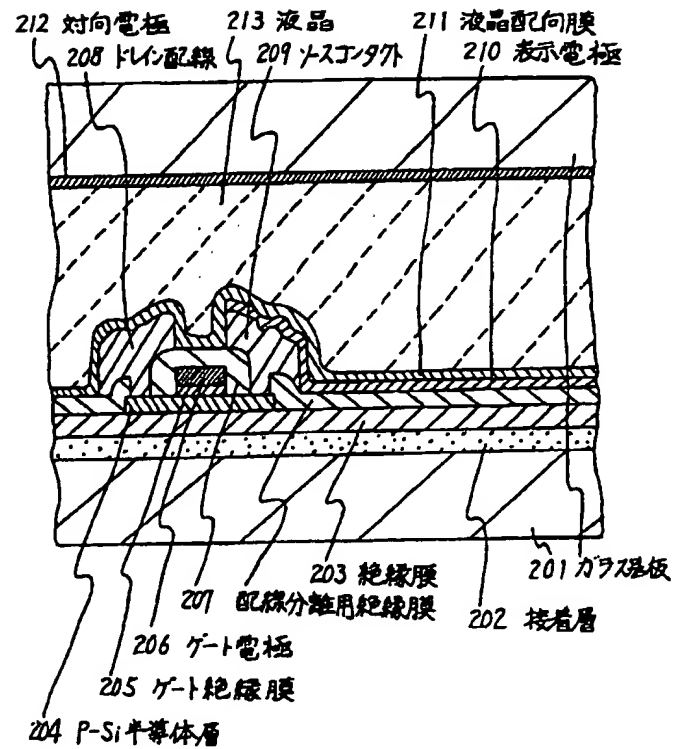 212 対向電極
213 液晶
211 液晶配向膜
208 ドレイン配線
209 ソースコンタクト
210 表示電極
203 絶縁膜
201 ガラス基板
207 配線分離用絶縁膜
202 接着層
206 ゲート電極
205 ゲート絶縁膜
204 P-Si半導体層